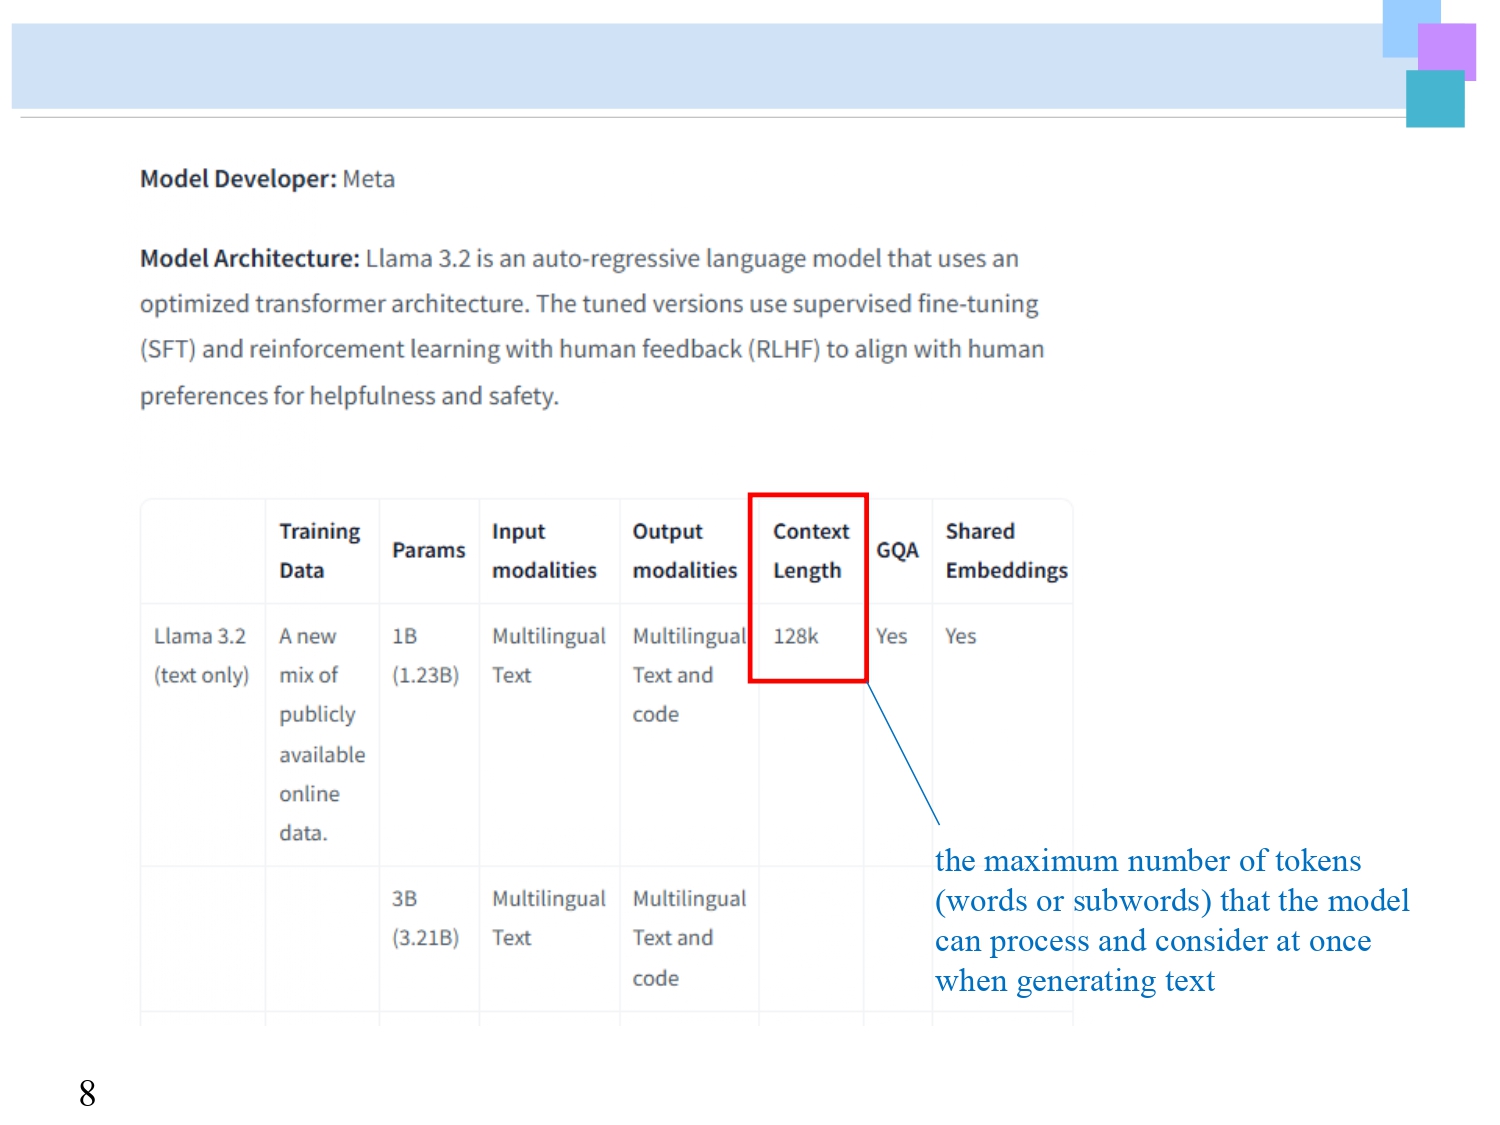 Model Developer: Meta
Model Architecture: Llama 3.2 is an auto-regressive language model that uses an
optimized transformer architecture. The tuned versions use supervised fine-tuning
(SFT) and reinforcement learning with human feedback (RLHF) to align with human
preferences for helpfulness and safety.
Training Data
Params
Input modalities
Output modalities
Context Length
GQA
Shared Embeddings
Llama 3.2
(text only)
A new
mix of
publicly
available
online
data.
1B
(1.23B)
Multilingual
Text
Multilingual
Text and
code
128k
Yes
Yes
3B
(3.21B)
Multilingual
Text
Multilingual
Text and
code
the maximum number of tokens
(words or subwords) that the model
can process and consider at once
when generating text
8